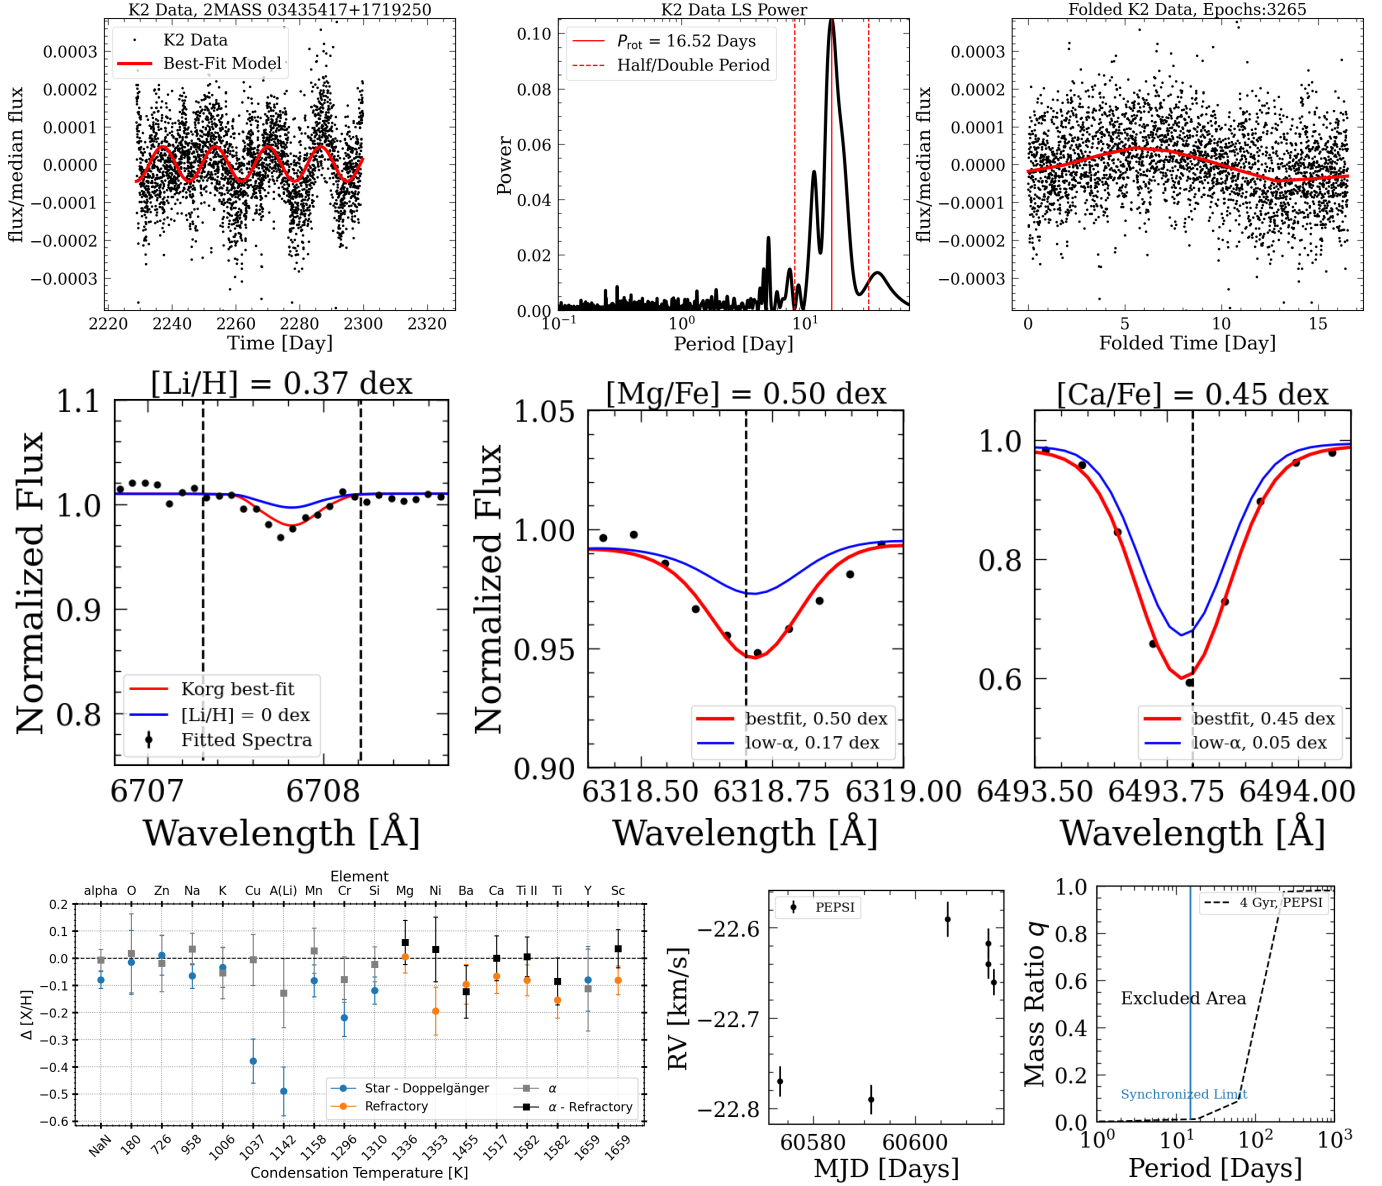 K2 Data, 2MASS 03435417+1719250
K2 Data
Best-Fit Model
flux/median flux
0.0003
0.0002
0.0001
0.0000
−0.0001
−0.0002
−0.0003
2220 2240 2260 2280 2300 2320
Time [Day]
K2 Data LS Power
P_rot = 16.52 Days
Half/Double Period
Power
0.10
0.08
0.06
0.04
0.02
0.00
10⁻¹ 10⁰ 10¹
Period [Day]
Folded K2 Data, Epochs:3265
flux/median flux
0.0003
0.0002
0.0001
0.0000
−0.0001
−0.0002
−0.0003
0 5 10 15
Folded Time [Day]
[Li/H] = 0.37 dex
Normalized Flux
1.1
1.0
0.9
0.8
Korg best-fit
[Li/H] = 0 dex
Fitted Spectra
6707 6708
Wavelength [Å]
[Mg/Fe] = 0.50 dex
Normalized Flux
1.05
1.00
0.95
0.90
bestfit, 0.50 dex
low-α, 0.17 dex
6318.50 6318.75 6319.00
Wavelength [Å]
[Ca/Fe] = 0.45 dex
1.0
0.8
0.6
bestfit, 0.45 dex
low-α, 0.05 dex
6493.50 6493.75 6494.00
Wavelength [Å]
Element
alpha O Zn Na K Cu A(Li) Mn Cr Si Mg Ni Ba Ca Ti II Ti Y Sc
Δ [X/H]
0.2
0.1
0.0
−0.1
−0.2
−0.3
−0.4
−0.5
−0.6
Star - Doppelgänger
Refractory
α
α - Refractory
NaN 180 726 958 1006 1037 1142 1158 1296 1310 1336 1353 1455 1517 1582 1582 1659 1659
Condensation Temperature [K]
PEPSI
RV [km/s]
−22.6
−22.7
−22.8
60580 60600
MJD [Days]
Mass Ratio q
1.0
0.8
0.6
0.4
0.2
0.0
4 Gyr, PEPSI
Excluded Area
Synchronized Limit
10⁰ 10¹ 10² 10³
Period [Days]